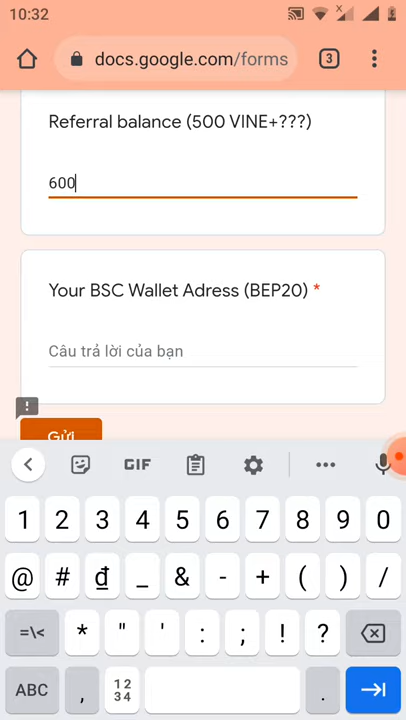 10:32
docs.google.com/forms
3
Referral balance (500 VINE+???)
600
Your BSC Wallet Adress (BEP20) *
Câu trả lời của bạn
Gửi
GIF
1 2 3 4 5 6 7 8 9 0
@ # ₫ _ & - + ( ) /
=\< * " ' : ; ! ?
ABC , 12 34 .